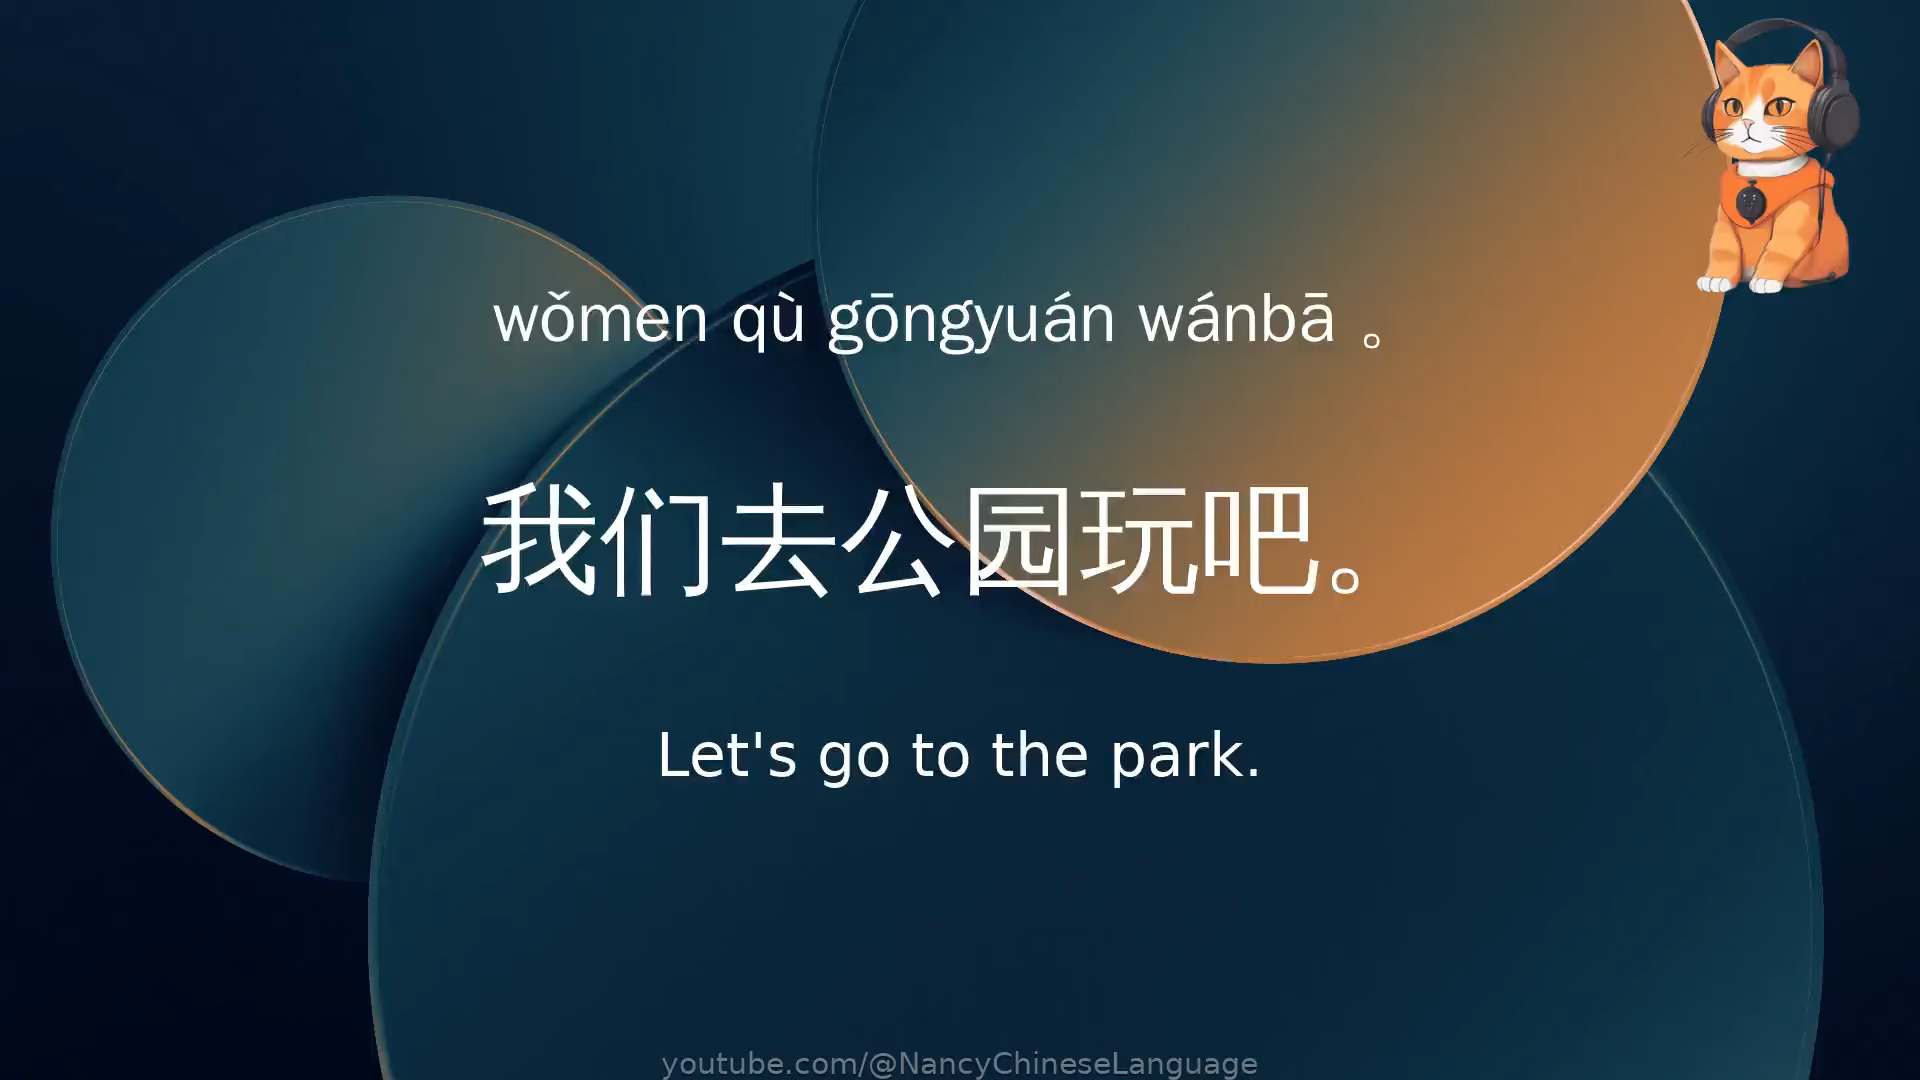 wǒmen qù gōngyuán wánbā 。
我们去公园玩吧。
Let's go to the park.
youtube.com/@NancyChineseLanguage